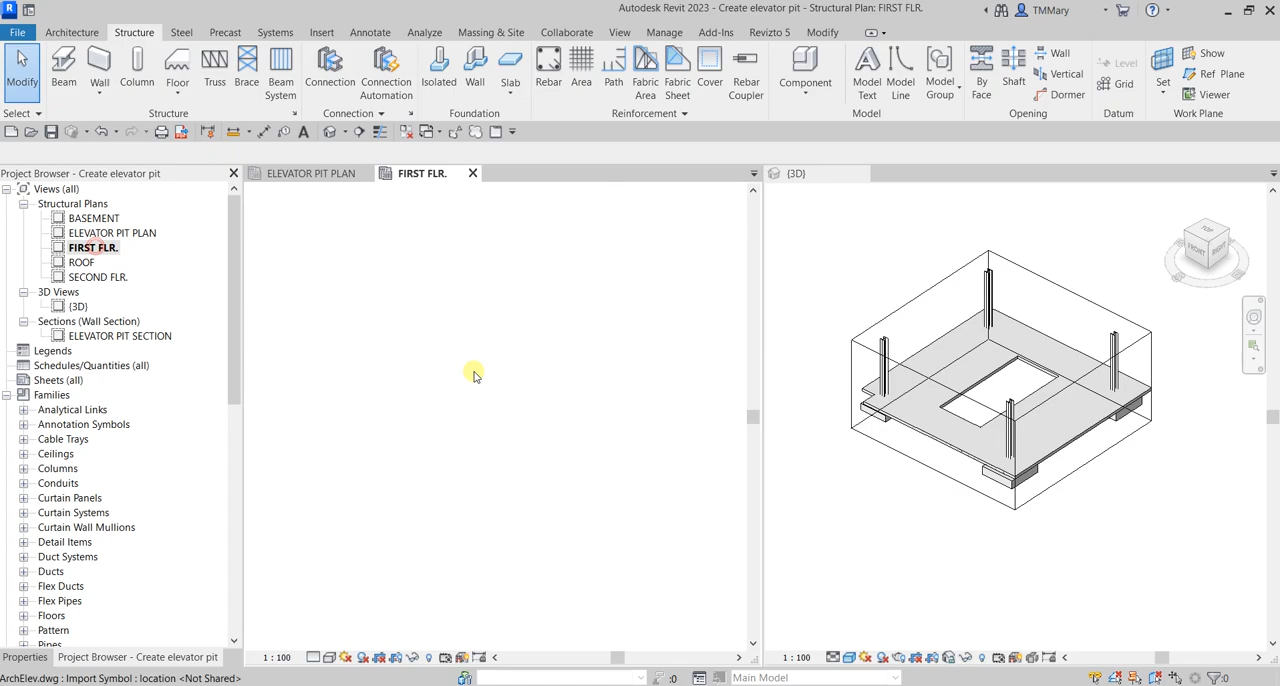 Autodesk Revit 2023 - Create elevator pit - Structural Plan: FIRST FLR.
TMMary
File Architecture Structure Steel Precast Systems Insert Annotate Analyze Massing & Site Collaborate View Manage Add-Ins Revizto 5 Modify
Modify Beam Wall Column Floor Truss Brace Beam System Connection Connection Automation Isolated Wall Slab Rebar Area Path Fabric Area Fabric Sheet Cover Rebar Coupler Component Model Text Model Line Model Group By Face Shaft Wall Vertical Dormer Level Grid Set Show Ref Plane Viewer
Select Structure Connection Foundation Reinforcement Model Opening Datum Work Plane
Project Browser - Create elevator pit
ELEVATOR PIT PLAN
FIRST FLR.
{3D}
Views (all)
Structural Plans
BASEMENT
ELEVATOR PIT PLAN
FIRST FLR.
ROOF
SECOND FLR.
3D Views
{3D}
Sections (Wall Section)
ELEVATOR PIT SECTION
Legends
Schedules/Quantities (all)
Sheets (all)
Families
Analytical Links
Annotation Symbols
Cable Trays
Ceilings
Columns
Conduits
Curtain Panels
Curtain Systems
Curtain Wall Mullions
Detail Items
Duct Systems
Ducts
Flex Ducts
Flex Pipes
Floors
Pattern
Pipes
TOP
FRONT
RIGHT
Properties
Project Browser - Create elevator pit
1 : 100
1 : 100
ArchElev.dwg : Import Symbol : location <Not Shared>
:0
Main Model
:0